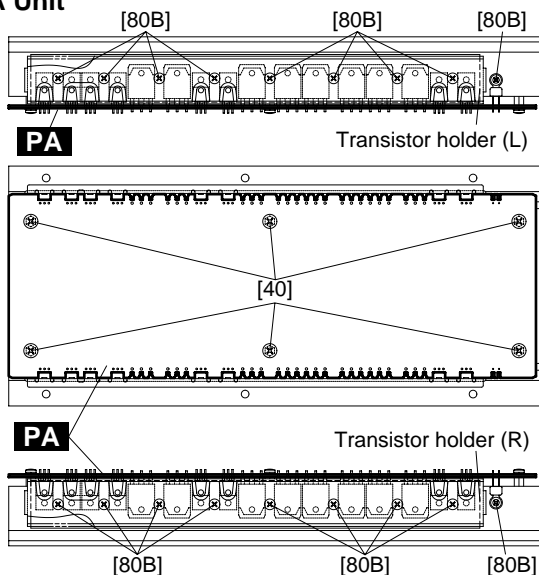 A Unit
[80B] [80B] [80B]
PA
Transistor holder (L)
[40]
PA
Transistor holder (R)
[80B] [80B] [80B]